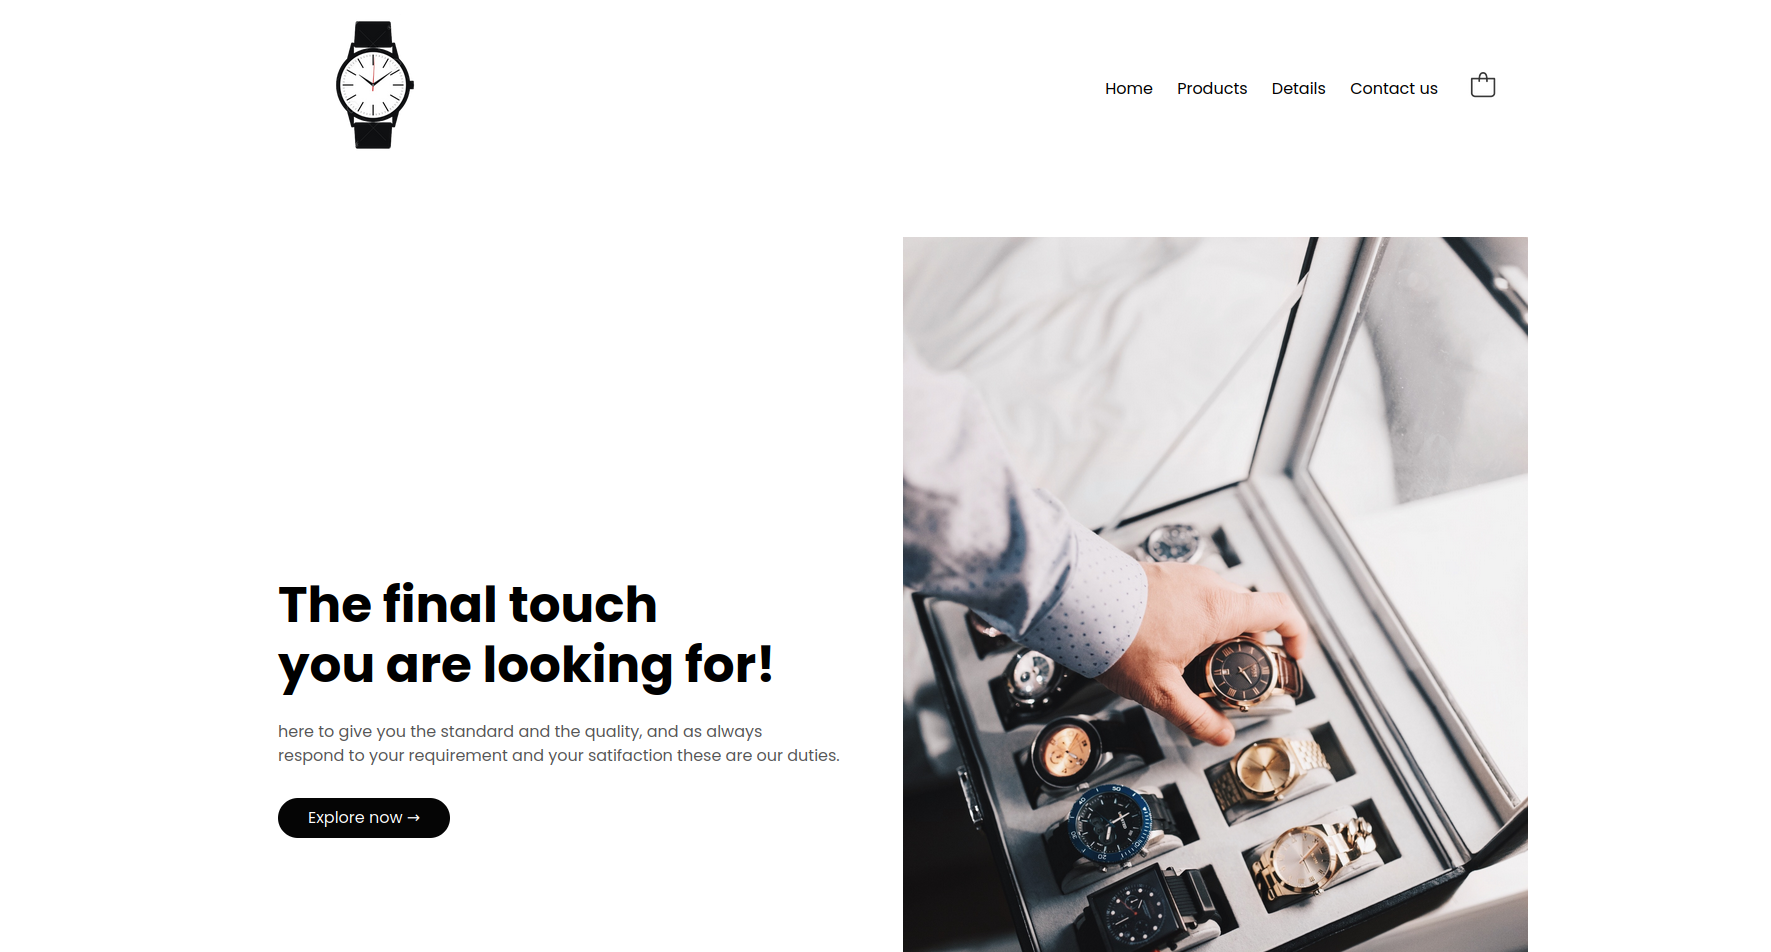 Home Products Details Contact us
The final touch
you are looking for!
here to give you the standard and the quality, and as always
respond to your requirement and your satifaction these are our duties.
Explore now →